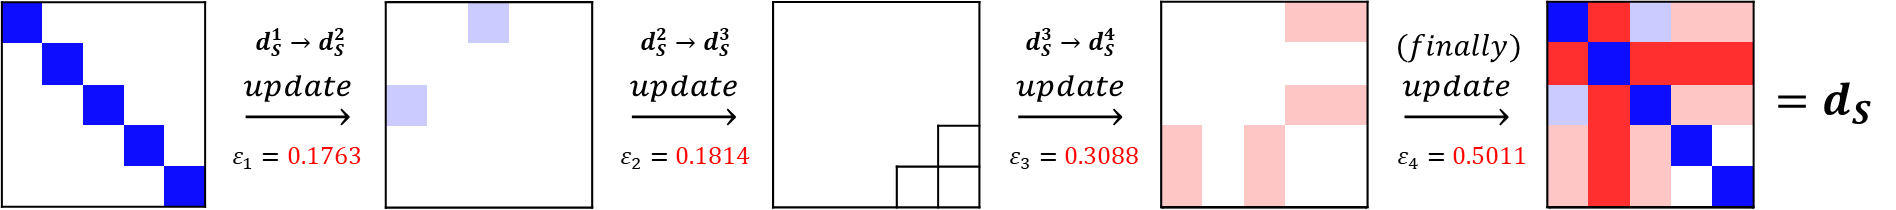 d_S^1 → d_S^2
update
ε_1 = 0.1763
d_S^2 → d_S^3
update
ε_2 = 0.1814
d_S^3 → d_S^4
update
ε_3 = 0.3088
(finally)
update
ε_4 = 0.5011
= d_S